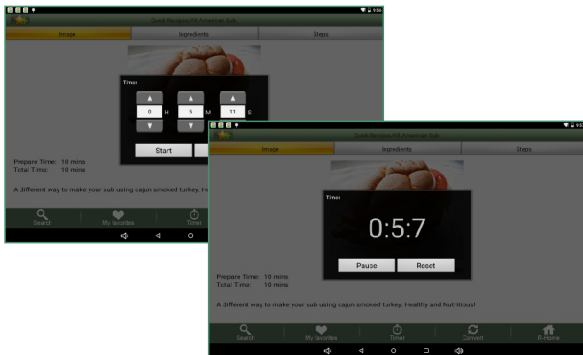 9:56
Quick Recipes/All American Sub
Image Ingredients Steps
Timer
0 H 5 M 11 S
Start
Prepare Time: 10 mins
Total Time: 10 mins
A different way to make your sub using cajun smoked turkey.
Search My favorites Timer
Quick Recipes/All American Sub
Image Ingredients Steps
Timer
0:5:7
Pause Reset
Prepare Time: 10 mins
Total Time: 10 mins
A different way to make your sub using cajun smoked turkey. Healthy and Nutritious!
Search My favorites Timer Convert R-Home